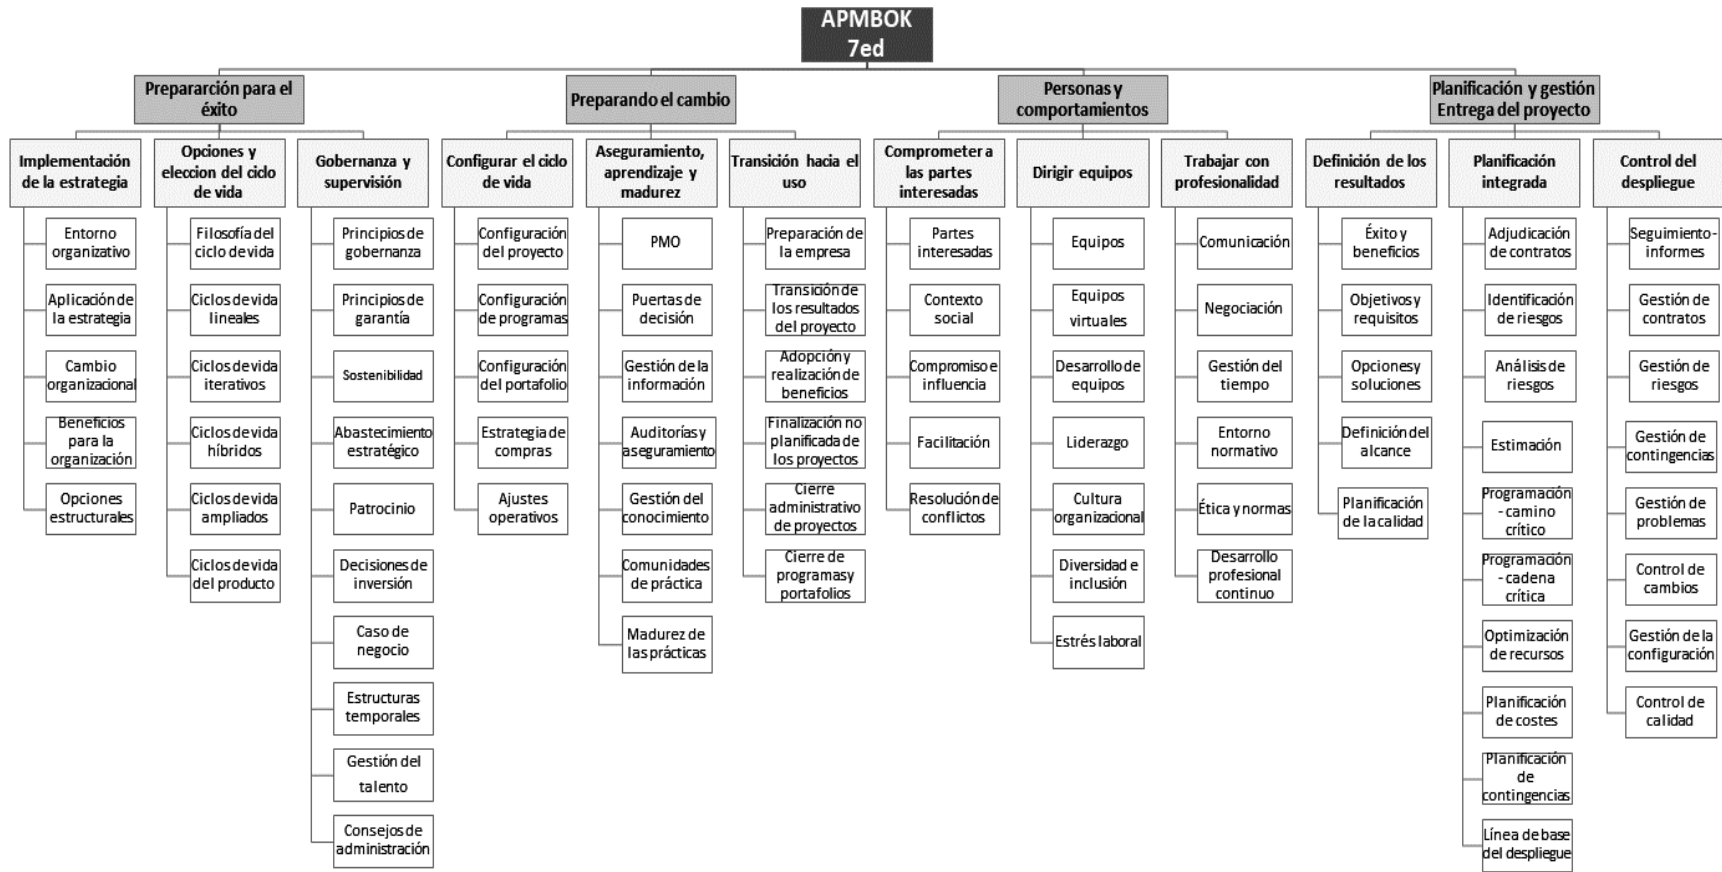 APMBOK
7ed
Prepararción para el
éxito
Preparando el cambio
Personas y
comportamientos
Planificación y gestión
Entrega del proyecto
Implementación
de la estrategia
Opciones y
eleccion del ciclo
de vida
Gobernanza y
supervisión
Configurar el ciclo
de vida
Aseguramiento,
aprendizaje y
madurez
Transición hacia el
uso
Comprometer a
las partes
interesadas
Dirigir equipos
Trabajar con
profesionalidad
Definición de los
resultados
Planificación
integrada
Control del
despliegue
Entorno
organizativo
Aplicación de
la estrategia
Cambio
organizacional
Beneficios para la
organización
Opciones
estructurales
Filosofía del
ciclo de vida
Ciclos de vida
lineales
Ciclos de vida
iterativos
Ciclos de vida
híbridos
Ciclos de vida
ampliados
Ciclos de vida
del producto
Principios de
gobernanza
Principios de
garantía
Sostenibilidad
Abastecimiento
estratégico
Patrocinio
Decisiones de
inversión
Caso de
negocio
Estructuras
temporales
Gestión del
talento
Consejos de
administración
Configuración
del proyecto
Configuración
de programas
Configuración
del portafolio
Estrategia de
compras
Ajustes
operativos
PMO
Puertas de
decisión
Gestión de la
información
Auditorías y
aseguramiento
Gestión del
conocimiento
Comunidades
de práctica
Madurez de
las prácticas
Preparación de
la empresa
Transición de
los resultados
del proyecto
Adopción y
realización de
beneficios
Finalización no
planificada de
los proyectos
Cierre
administrativo
de proyectos
Cierre de
programas y
portafolios
Partes
interesadas
Contexto
social
Compromiso e
influencia
Facilitación
Resolución de
conflictos
Equipos
Equipos
virtuales
Desarrollo de
equipos
Liderazgo
Cultura
organizacional
Diversidad e
inclusión
Estrés laboral
Comunicación
Negociación
Gestión del
tiempo
Entorno
normativo
Ética y normas
Desarrollo
profesional
continuo
Éxito y
beneficios
Objetivos y
requisitos
Opciones y
soluciones
Definición del
alcance
Planificación
de la calidad
Adjudicación
de contratos
Identificación
de riesgos
Análisis de
riesgos
Estimación
Programación
- camino
crítico
Programación
- cadena
crítica
Optimización
de recursos
Planificación
de costes
Planificación
de
contingencias
Línea de base
del despliegue
Seguimiento-
informes
Gestión de
contratos
Gestión de
riesgos
Gestión de
contingencias
Gestión de
problemas
Control de
cambios
Gestión de la
configuración
Control de
calidad